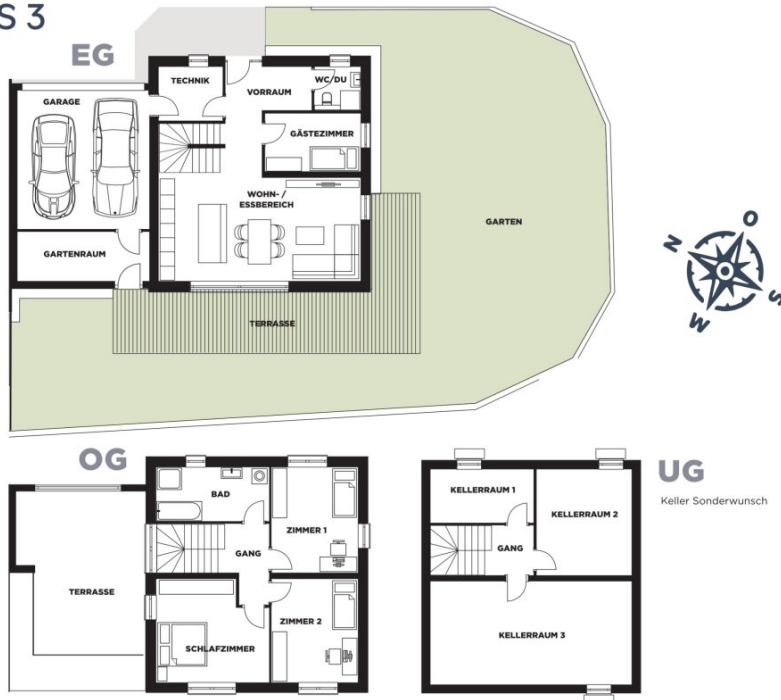 S 3
EG
TECHNIK
VORRAUM
WC/DU
GARAGE
GÄSTEZIMMER
WOHN- /
ESSBEREICH
GARTENRAUM
GARTEN
TERRASSE
N
O
S
W
OG
BAD
ZIMMER 1
GANG
TERRASSE
SCHLAFZIMMER
ZIMMER 2
UG
Keller Sonderwunsch
KELLERRAUM 1
KELLERRAUM 2
GANG
KELLERRAUM 3